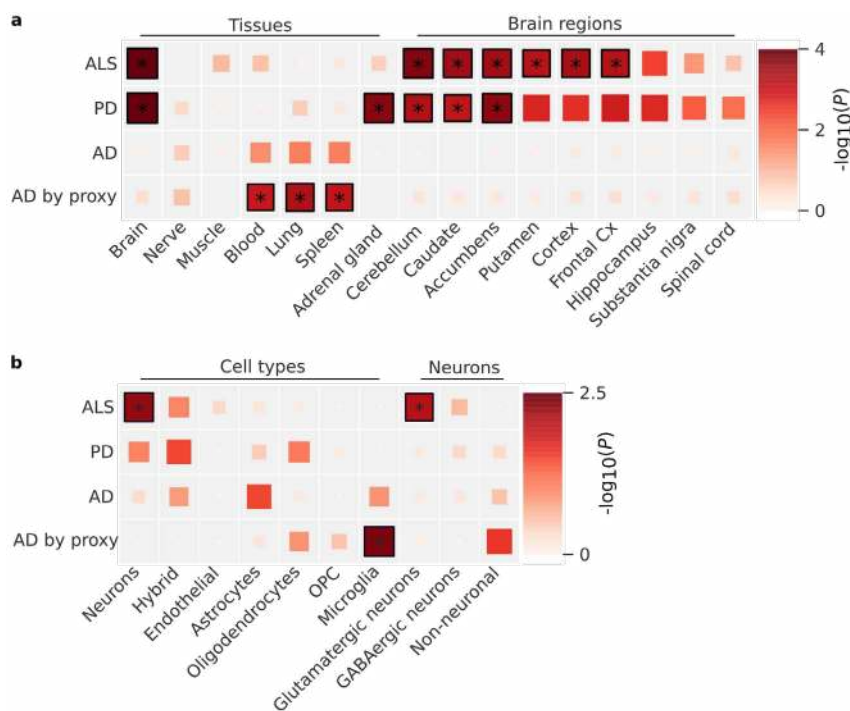 a
Tissues Brain regions
ALS * * * * * * *
PD * * * * *
AD
AD by proxy * * *
4
2
0
-log10(P)
Brain
Nerve
Muscle
Blood
Lung
Spleen
Adrenal gland
Cerebellum
Caudate
Accumbens
Putamen
Cortex
Frontal Cx
Hippocampus
Substantia nigra
Spinal cord
b
Cell types Neurons
ALS * *
PD
AD
AD by proxy
2.5
0
-log10(P)
Neurons
Hybrid
Endothelial
Astrocytes
Oligodendrocytes
OPC
Microglia
Glutamatergic neurons
GABAergic neurons
Non-neuronal